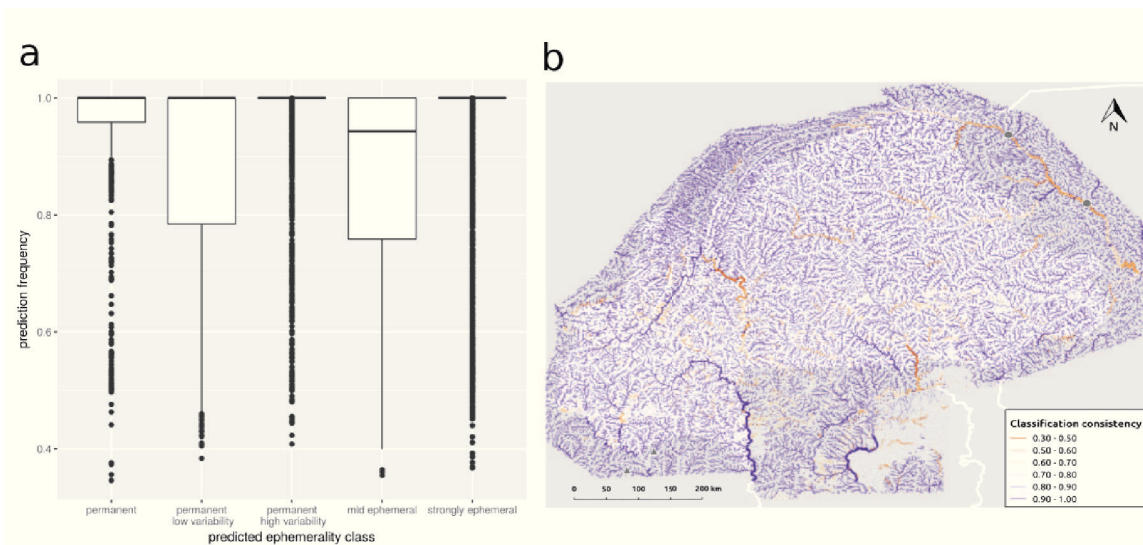 a
prediction frequency
1.0
0.8
0.6
0.4
permanent
permanent
low variability
permanent
high variability
mid ephemeral
strongly ephemeral
predicted ephemerality class
b
N
0 50 100 150 200 km
Classification consistency
0.30 - 0.50
0.50 - 0.60
0.60 - 0.70
0.70 - 0.80
0.80 - 0.90
0.90 - 1.00